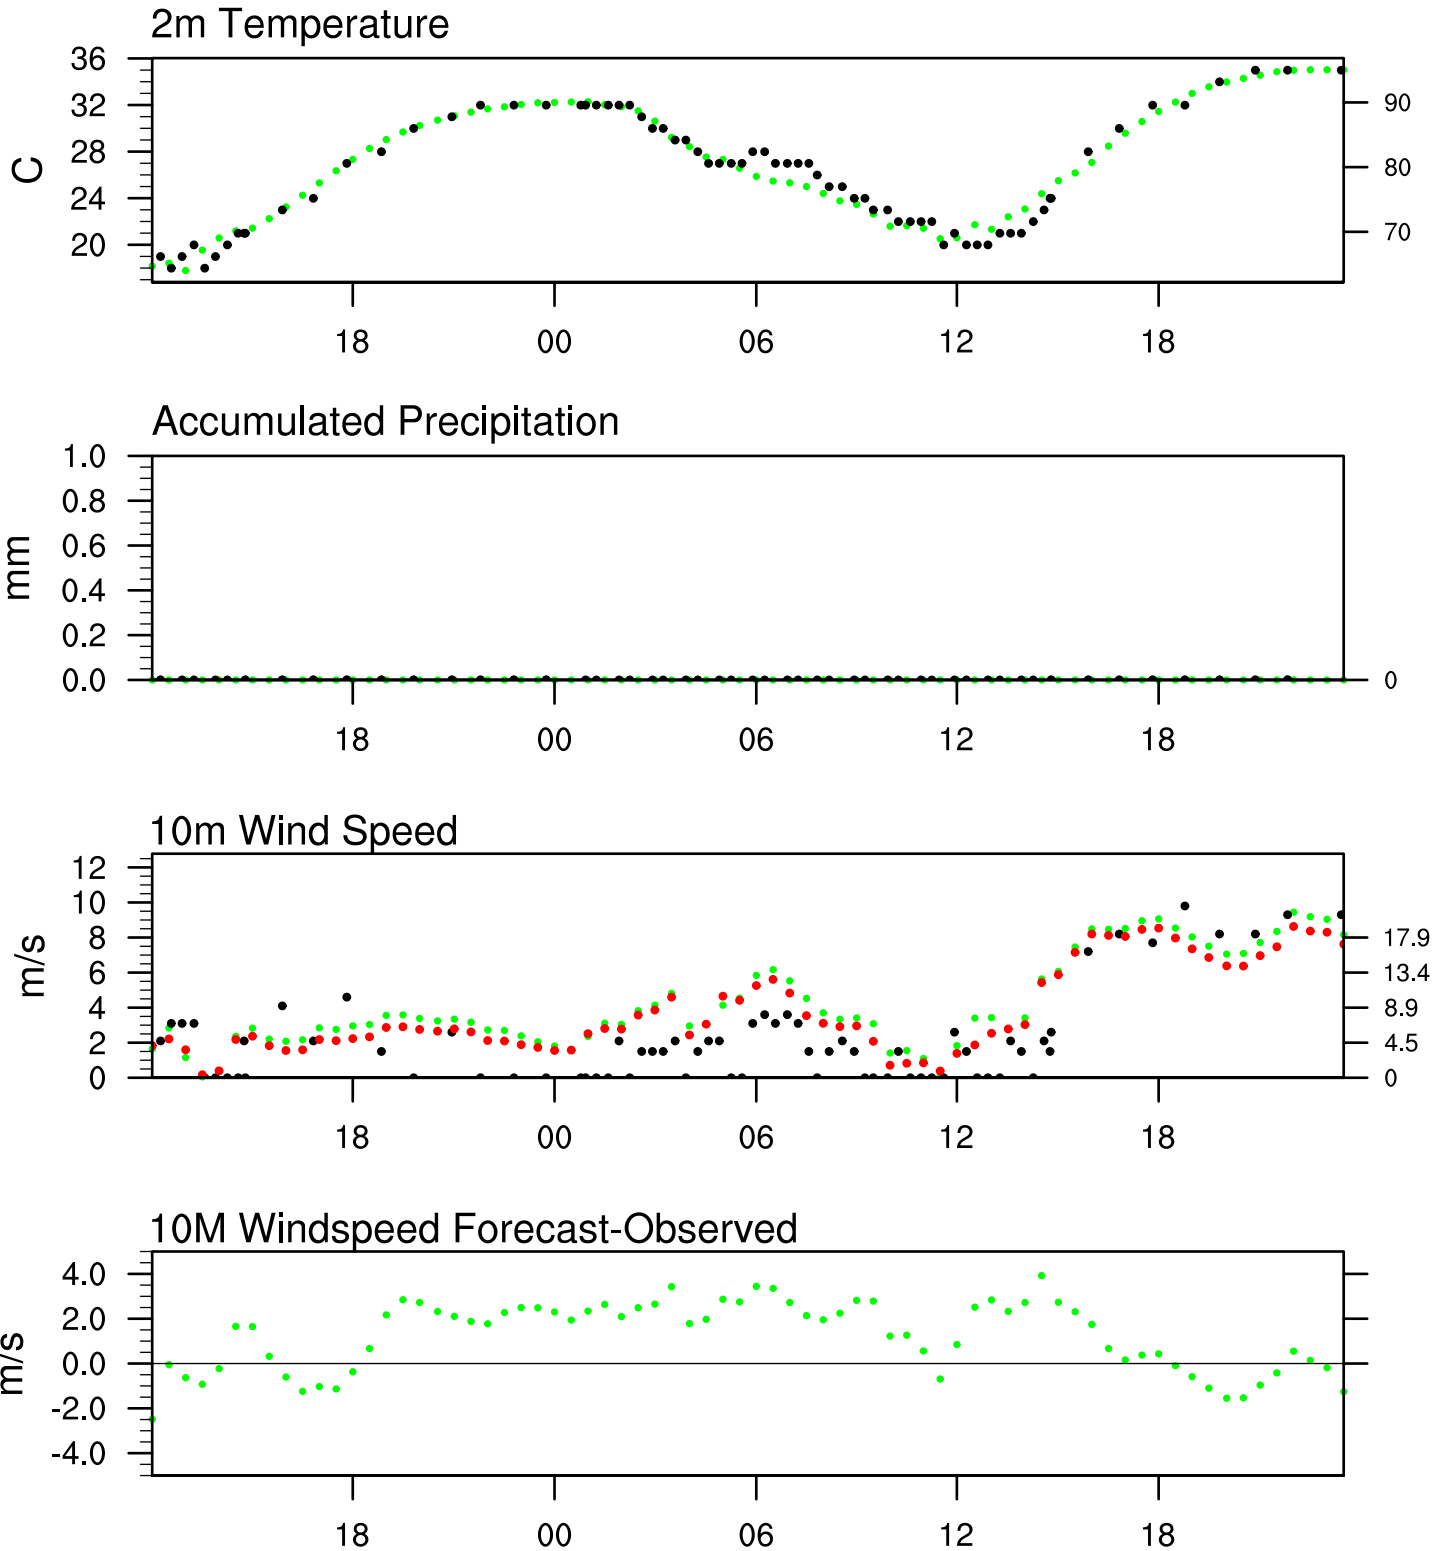 2m Temperature
36
32
28
24
20
C
90
80
70
18 00 06 12 18
Accumulated Precipitation
1.0
0.8
0.6
0.4
0.2
0.0
mm
0
18 00 06 12 18
10m Wind Speed
12
10
8
6
4
2
0
m/s
17.9
13.4
8.9
4.5
0
18 00 06 12 18
10M Windspeed Forecast-Observed
4.0
2.0
0.0
-2.0
-4.0
m/s
18 00 06 12 18